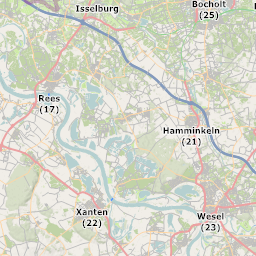 Isselburg
Bocholt
(25)
Rees
(17)
Hamminkeln
(21)
Xanten
(22)
Wesel
(23)